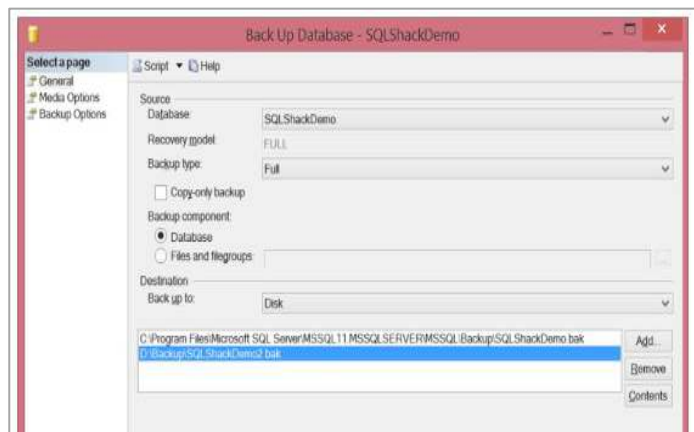 Back Up Database - SQLShackDemo
Select a page
General
Media Options
Backup Options
Script Help
Source
Database:
SQLShackDemo
Recovery model:
FULL
Backup type:
Full
Copy-only backup
Backup component:
Database
Files and filegroups:
Destination
Back up to:
Disk
C:\Program Files\Microsoft SQL Server\MSSQL11.MSSQLSERVER\MSSQL\Backup\SQLShackDemo.bak
D:\Backup\SQLShackDemo2.bak
Add...
Remove
Contents